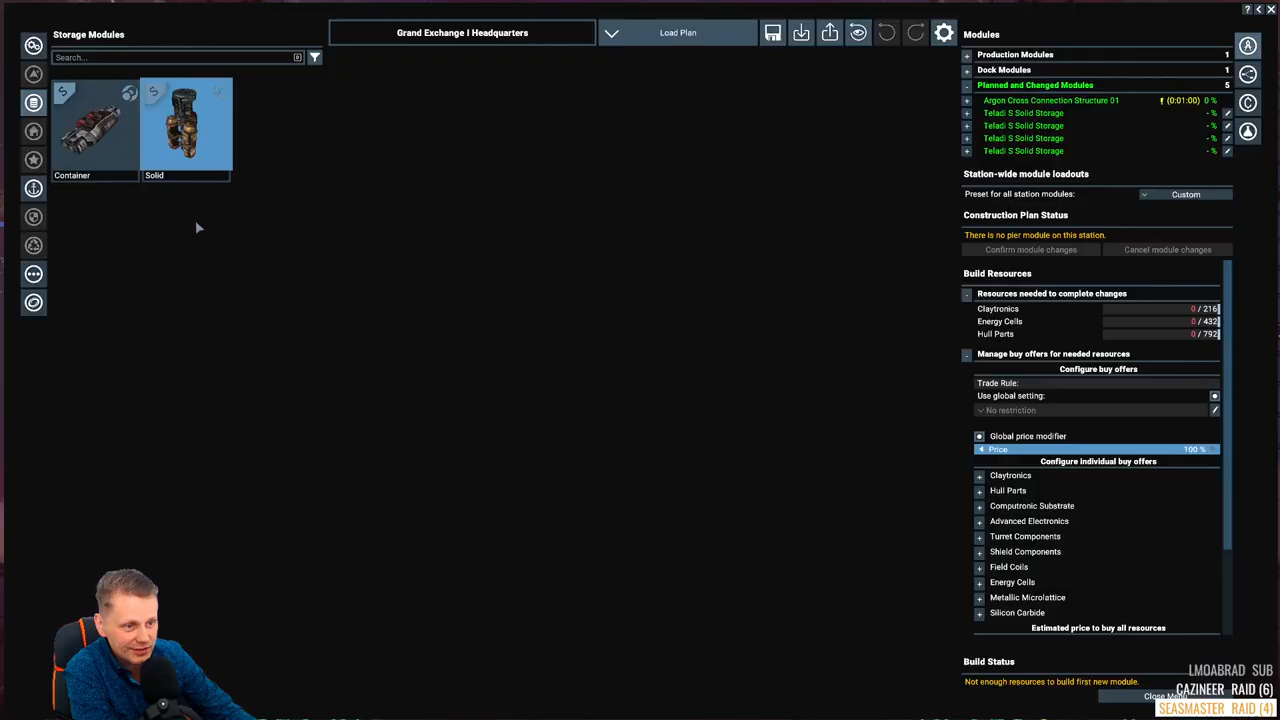 Storage Modules
Search...
S
Container
S
Solid
Grand Exchange I Headquarters
Load Plan
Modules
Production Modules 1
Dock Modules 1
Planned and Changed Modules 5
Argon Cross Connection Structure 01 (0:01:00) 0 %
Teladi S Solid Storage - %
Teladi S Solid Storage - %
Teladi S Solid Storage - %
Teladi S Solid Storage - %
Station-wide module loadouts
Preset for all station modules: Custom
Construction Plan Status
There is no pier module on this station.
Confirm module changes Cancel module changes
Build Resources
Resources needed to complete changes
Claytronics 0 / 216
Energy Cells 0 / 432
Hull Parts 0 / 792
Manage buy offers for needed resources
Configure buy offers
Trade Rule:
Use global setting:
No restriction
Global price modifier
Price 100 %
Configure individual buy offers
Claytronics
Hull Parts
Computronic Substrate
Advanced Electronics
Turret Components
Shield Components
Field Coils
Energy Cells
Metallic Microlattice
Silicon Carbide
Estimated price to buy all resources
Build Status
Not enough resources to build first new module.
Close Menu
LMOABRAD SUB
CAZINEER RAID (6)
SEASMASTER RAID (4)